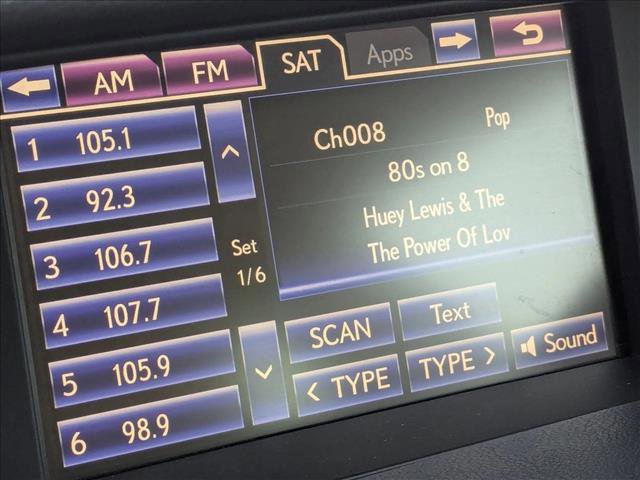 AM
FM
SAT
Apps
1 105.1
2 92.3
3 106.7
4 107.7
5 105.9
6 98.9
Set
1/6
Ch008
Pop
80s on 8
Huey Lewis & The
The Power Of Lov
SCAN
Text
< TYPE
TYPE >
Sound